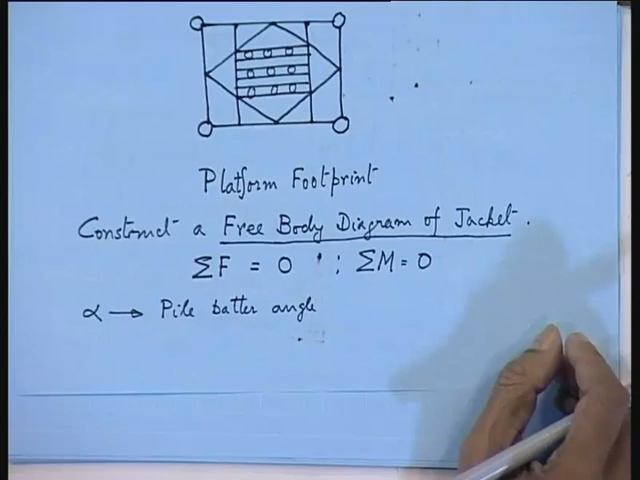 Platform Footprint
Construct a Free Body Diagram of Jacket.
ΣF = 0 ; ΣM = 0
α → Pile batter angle